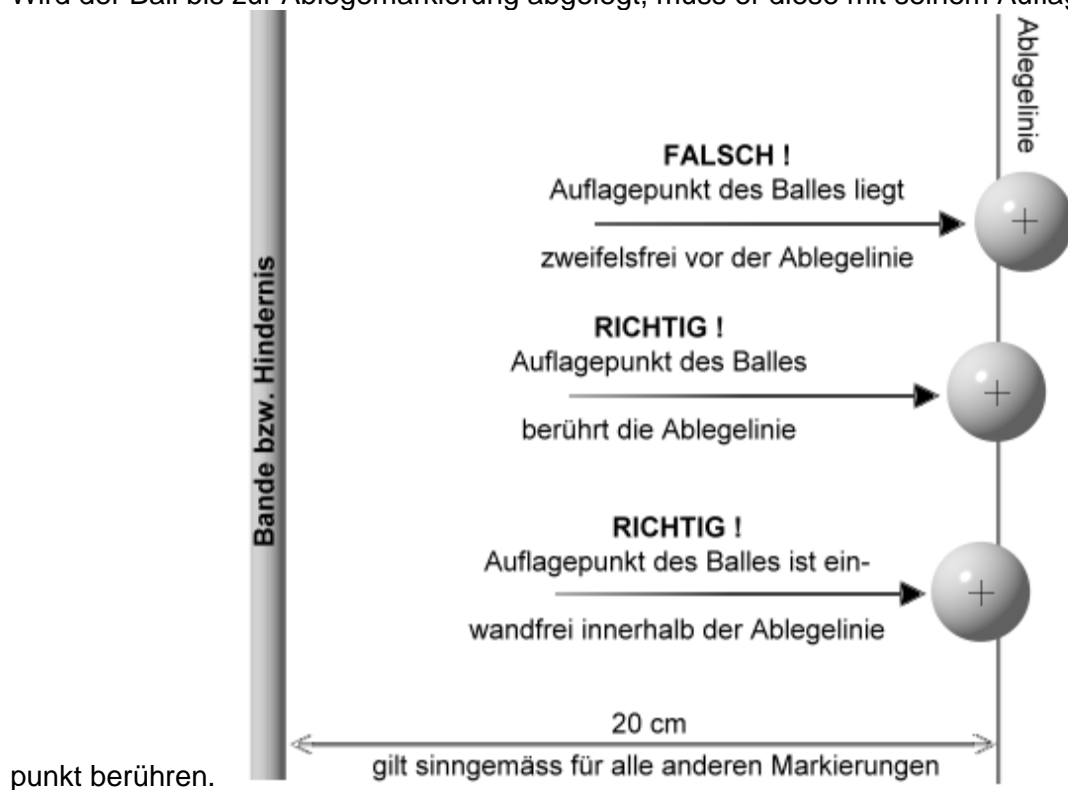 Wird der Ball bis zur Ablegemarkierung abgelegt, muss er diese mit seinem
Ablegelinie
FALSCH !
Auflagepunkt des Balles liegt
zweifelsfrei vor der Ablegelinie
Bande bzw. Hindernis
RICHTIG !
Auflagepunkt des Balles
berührt die Ablegelinie
RICHTIG !
Auflagepunkt des Balles ist ein-
wandfrei innerhalb der Ablegelinie
20 cm
gilt sinngemäss für alle anderen Markierungen
punkt berühren.